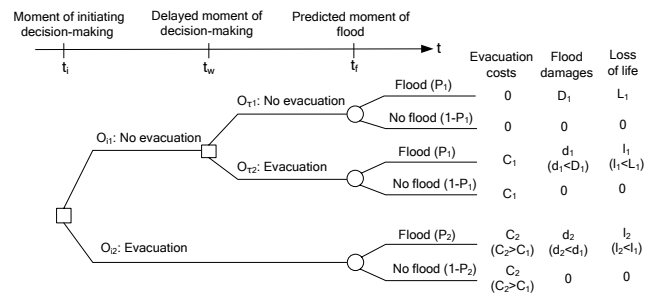 Moment of initiating
decision-making
Delayed moment of
decision-making
Predicted moment of
flood
t
tᵢ
t_w
t_f
Evacuation
costs
Flood
damages
Loss
of life
Oτ₁: No evacuation
Flood (P₁)
0
D₁
L₁
No flood (1-P₁)
0
0
0
Oᵢ₁: No evacuation
Oτ₂: Evacuation
Flood (P₁)
C₁
d₁
(d₁<D₁)
l₁
(l₁<L₁)
No flood (1-P₁)
C₁
0
0
Oᵢ₂: Evacuation
Flood (P₂)
C₂
(C₂>C₁)
d₂
(d₂<d₁)
l₂
(l₂<l₁)
No flood (1-P₂)
C₂
(C₂>C₁)
0
0